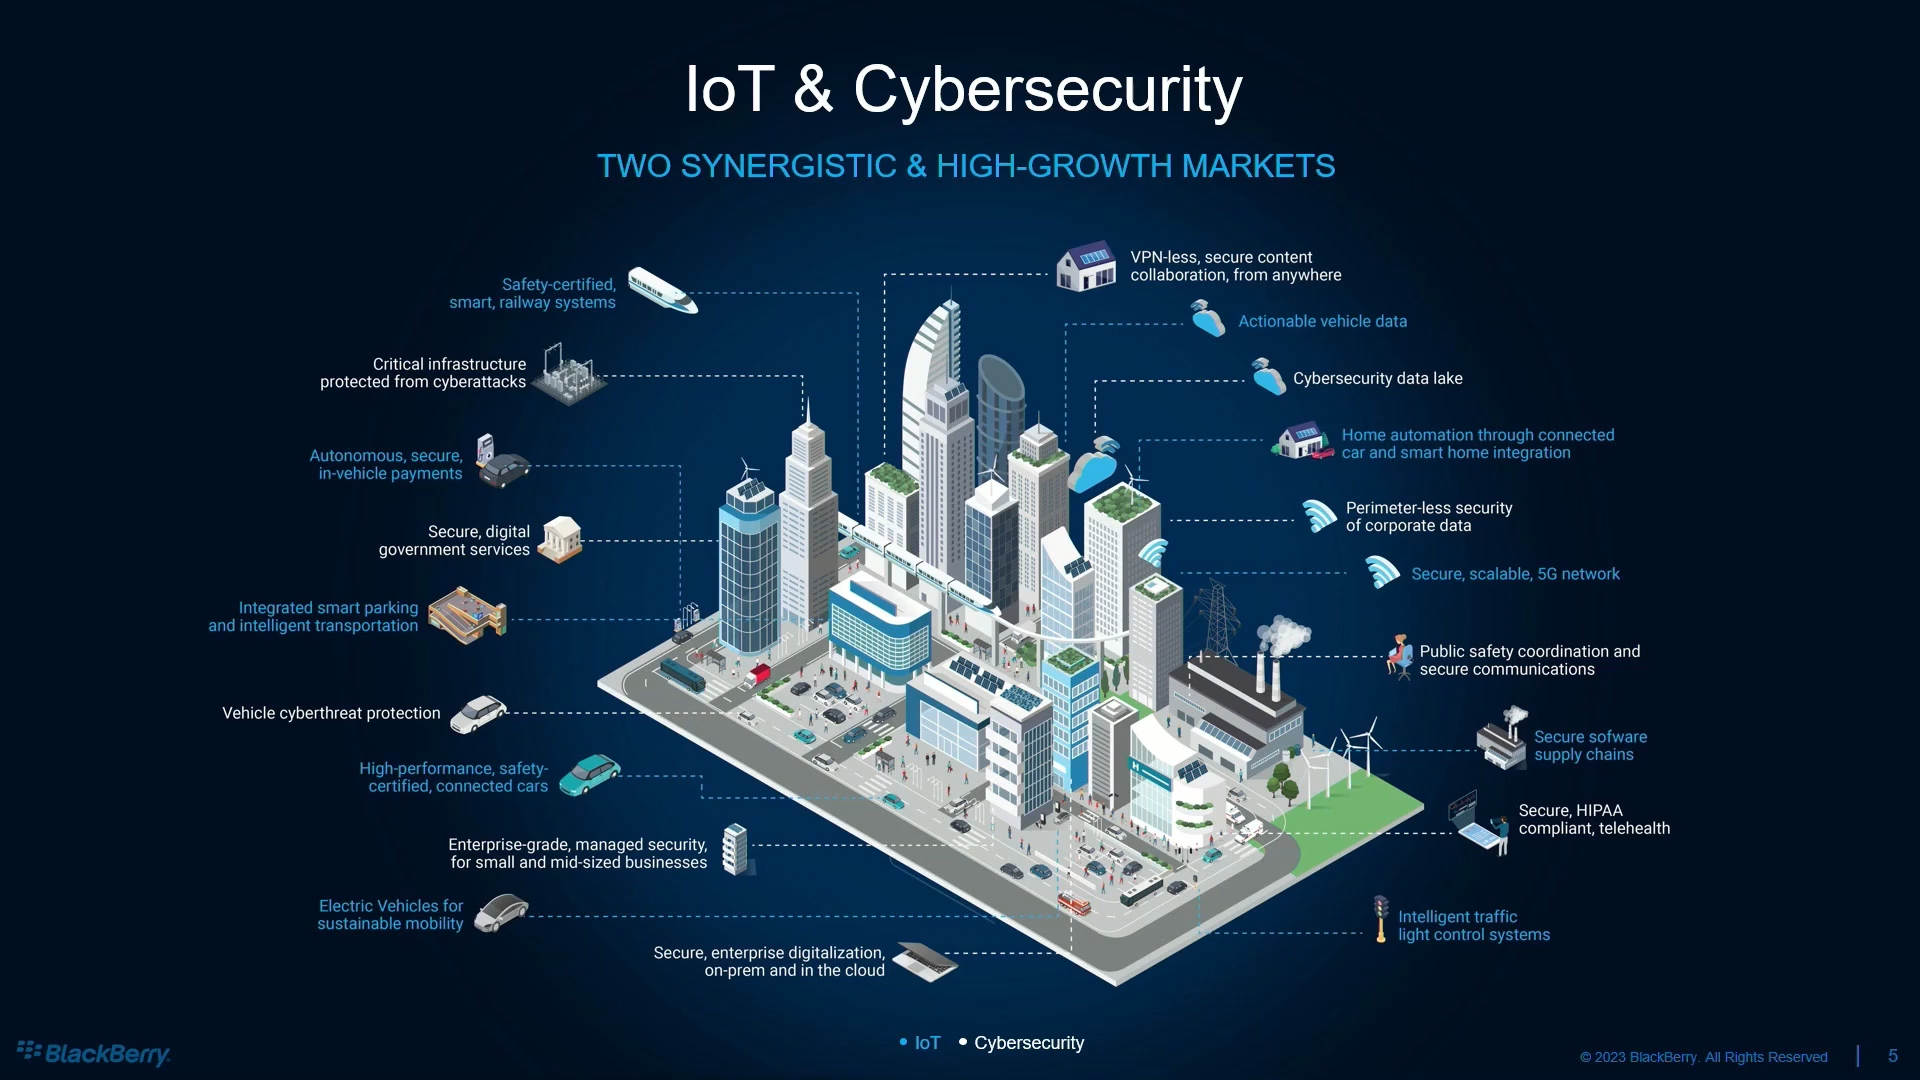 IoT & Cybersecurity
TWO SYNERGISTIC & HIGH-GROWTH MARKETS
Safety-certified,
smart, railway systems
Critical infrastructure
protected from cyberattacks
Autonomous, secure,
in-vehicle payments
Secure, digital
government services
Integrated smart parking
and intelligent transportation
Vehicle cyberthreat protection
High-performance, safety-
certified, connected cars
Enterprise-grade, managed security,
for small and mid-sized businesses
Electric Vehicles for
sustainable mobility
Secure, enterprise digitalization,
on-prem and in the cloud
VPN-less, secure content
collaboration, from anywhere
Actionable vehicle data
Cybersecurity data lake
Home automation through connected
car and smart home integration
Perimeter-less security
of corporate data
Secure, scalable, 5G network
Public safety coordination and
secure communications
Secure sofware
supply chains
Secure, HIPAA
compliant, telehealth
Intelligent traffic
light control systems
H
• IoT • Cybersecurity
BlackBerry
© 2023 BlackBerry. All Rights Reserved | 5